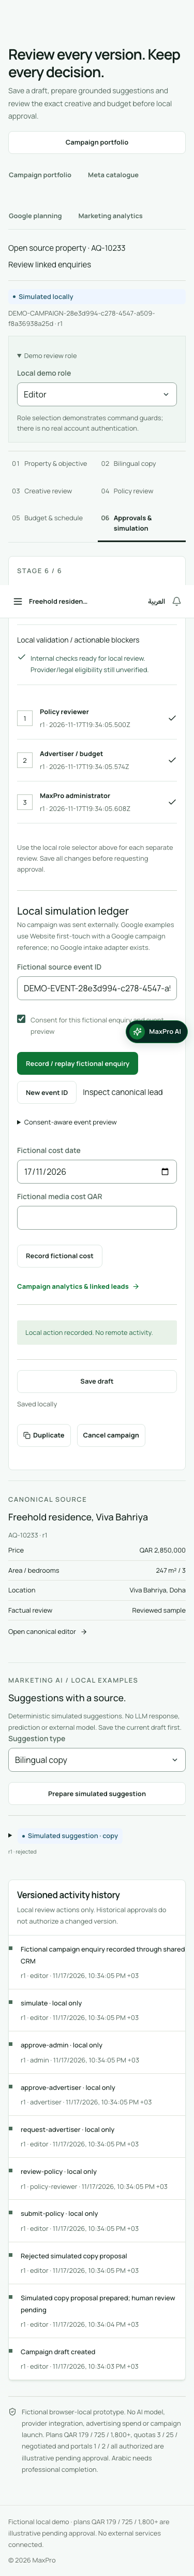 Review every version. Keep
every decision.
Save a draft, prepare grounded suggestions and
review the exact creative and budget before local
approval.
Campaign portfolio
Campaign portfolio
Meta catalogue
Google planning
Marketing analytics
Open source property · AQ-10233
Review linked enquiries
Simulated locally
DEMO-CAMPAIGN-28e3d994-c278-4547-a509-
f8a36938a25d · r1
Demo review role
Local demo role
Editor
Role selection demonstrates command guards;
there is no real account authentication.
01 Property & objective
02 Bilingual copy
03 Creative review
04 Policy review
05 Budget & schedule
06 Approvals &
simulation
STAGE 6 / 6
Freehold residen...
العربية
Local validation / actionable blockers
Internal checks ready for local review.
Provider/legal eligibility still unverified.
1
Policy reviewer
r1 · 2026-11-17T19:34:05.500Z
2
Advertiser / budget
r1 · 2026-11-17T19:34:05.574Z
3
MaxPro administrator
r1 · 2026-11-17T19:34:05.608Z
Use the local role selector above for each separate
review. Save all changes before requesting
approval.
Local simulation ledger
No campaign was sent externally. Google examples
use Website first-touch with a Google campaign
reference; no Google intake adapter exists.
Fictional source event ID
DEMO-EVENT-28e3d994-c278-4547-a5
Consent for this fictional enquiry and event
preview
MaxPro AI
Record / replay fictional enquiry
New event ID
Inspect canonical lead
Consent-aware event preview
Fictional cost date
17/11/2026
Fictional media cost QAR
Record fictional cost
Campaign analytics & linked leads
Local action recorded. No remote activity.
Save draft
Saved locally
Duplicate
Cancel campaign
CANONICAL SOURCE
Freehold residence, Viva Bahriya
AQ-10233 · r1
Price
QAR 2,850,000
Area / bedrooms
247 m² / 3
Location
Viva Bahriya, Doha
Factual review
Reviewed sample
Open canonical editor
MARKETING AI / LOCAL EXAMPLES
Suggestions with a source.
Deterministic simulated suggestions. No LLM response,
prediction or external model. Save the current draft first.
Suggestion type
Bilingual copy
Prepare simulated suggestion
Simulated suggestion · copy
r1 · rejected
Versioned activity history
Local review actions only. Historical approvals do
not authorize a changed version.
Fictional campaign enquiry recorded through shared
CRM
r1 · editor · 11/17/2026, 10:34:05 PM +03
simulate · local only
r1 · editor · 11/17/2026, 10:34:05 PM +03
approve-admin · local only
r1 · admin · 11/17/2026, 10:34:05 PM +03
approve-advertiser · local only
r1 · advertiser · 11/17/2026, 10:34:05 PM +03
request-advertiser · local only
r1 · editor · 11/17/2026, 10:34:05 PM +03
review-policy · local only
r1 · policy-reviewer · 11/17/2026, 10:34:05 PM +03
submit-policy · local only
r1 · editor · 11/17/2026, 10:34:05 PM +03
Rejected simulated copy proposal
r1 · editor · 11/17/2026, 10:34:05 PM +03
Simulated copy proposal prepared; human review
pending
r1 · editor · 11/17/2026, 10:34:04 PM +03
Campaign draft created
r1 · editor · 11/17/2026, 10:34:03 PM +03
Fictional browser-local prototype. No AI model,
provider integration, advertising spend or campaign
launch. Plans QAR 179 / 725 / 1,800+, quotas 3 / 25 /
negotiated and portals 1 / 2 / all authorized are
illustrative pending approval. Arabic needs
professional completion.
Fictional local demo · plans QAR 179 / 725 / 1,800+ are
illustrative pending approval. No external services
connected.
© 2026 MaxPro